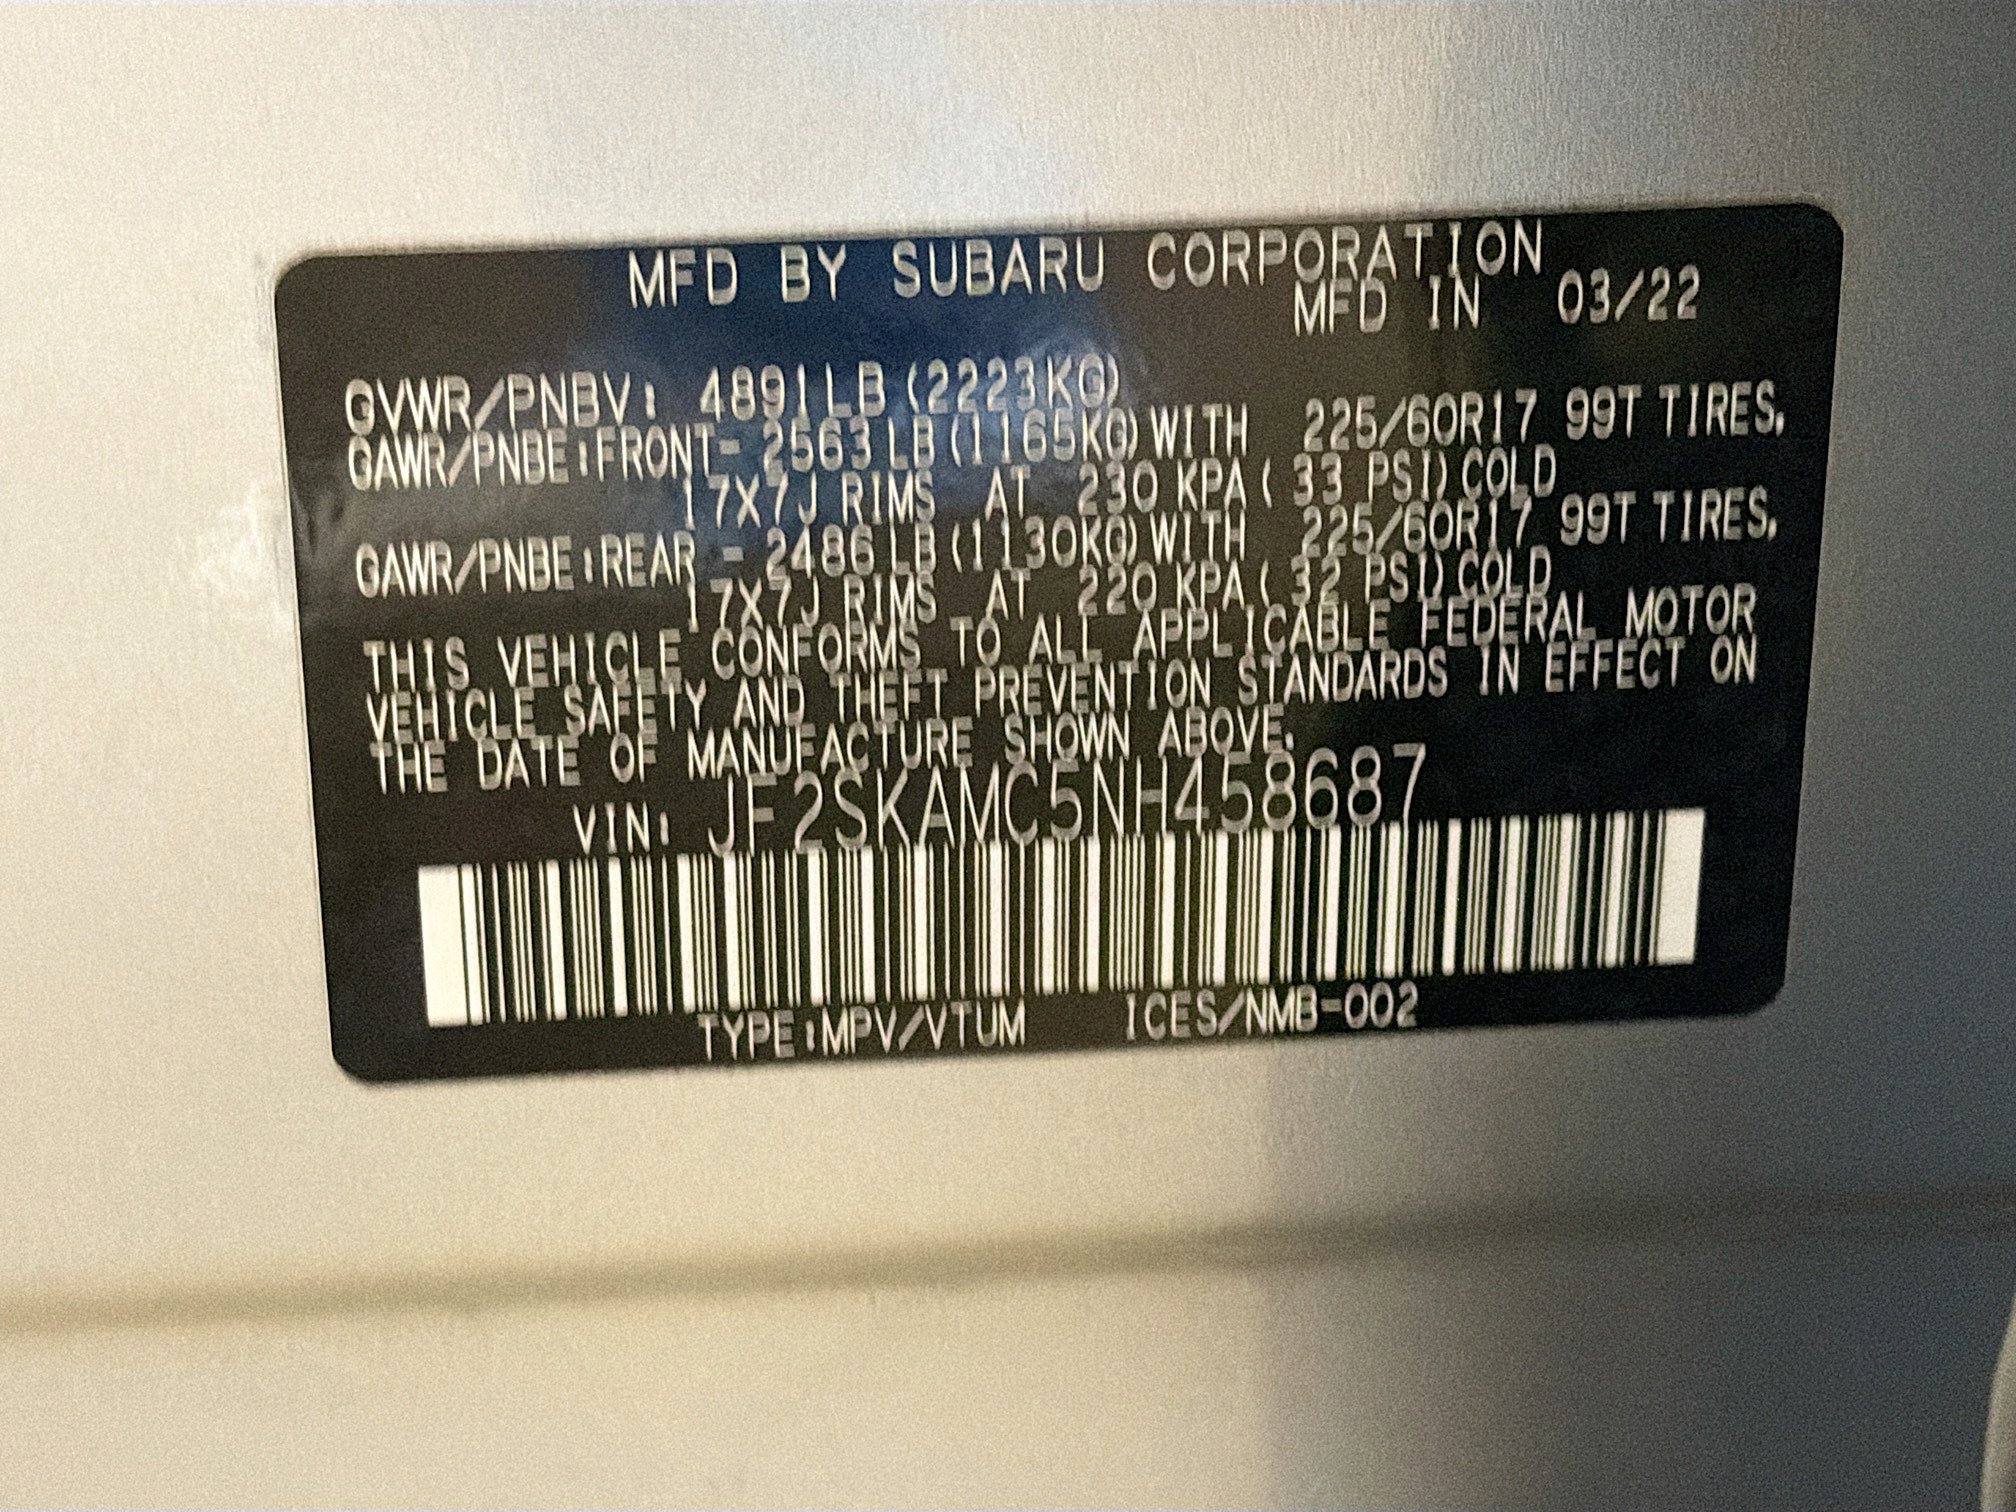 MFD BY SUBARU CORPORATION
MFD IN 03/22
GVWR/PNBV: 4891LB (2223KG)
GAWR/PNBE:FRONT- 2563LB (1165KG) WITH 225/60R17 99T TIRES,
17X7J RIMS AT 230 KPA ( 33 PSI) COLD
GAWR/PNBE:REAR - 2486LB (1130KG) WITH 225/60R17 99T TIRES,
17X7J RIMS AT 220 KPA ( 32 PSI) COLD
THIS VEHICLE CONFORMS TO ALL APPLICABLE FEDERAL MOTOR
VEHICLE SAFETY AND THEFT PREVENTION STANDARDS IN EFFECT ON
THE DATE OF MANUFACTURE SHOWN ABOVE.
VIN: JF2SKAMC5NH458687
TYPE:MPV/VTUM ICES/NMB-002